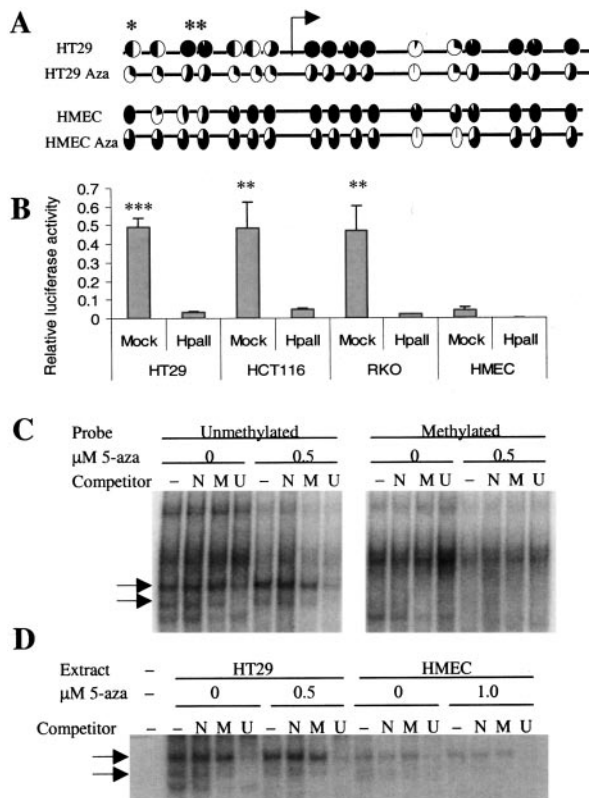 A
* **
HT29
HT29 Aza
HMEC
HMEC Aza
B
Relative luciferase activity
0.7
0.6
0.5
0.4
0.3
0.2
0.1
0
*** ** **
Mock HpaII Mock HpaII Mock HpaII Mock HpaII
HT29 HCT116 RKO HMEC
C
Probe Unmethylated Methylated
µM 5-aza 0 0.5 0 0.5
Competitor – N M U – N M U – N M U – N M U
D
Extract – HT29 HMEC
µM 5-aza – 0 0.5 0 1.0
Competitor – – N M U – N M U – N M U – N M U